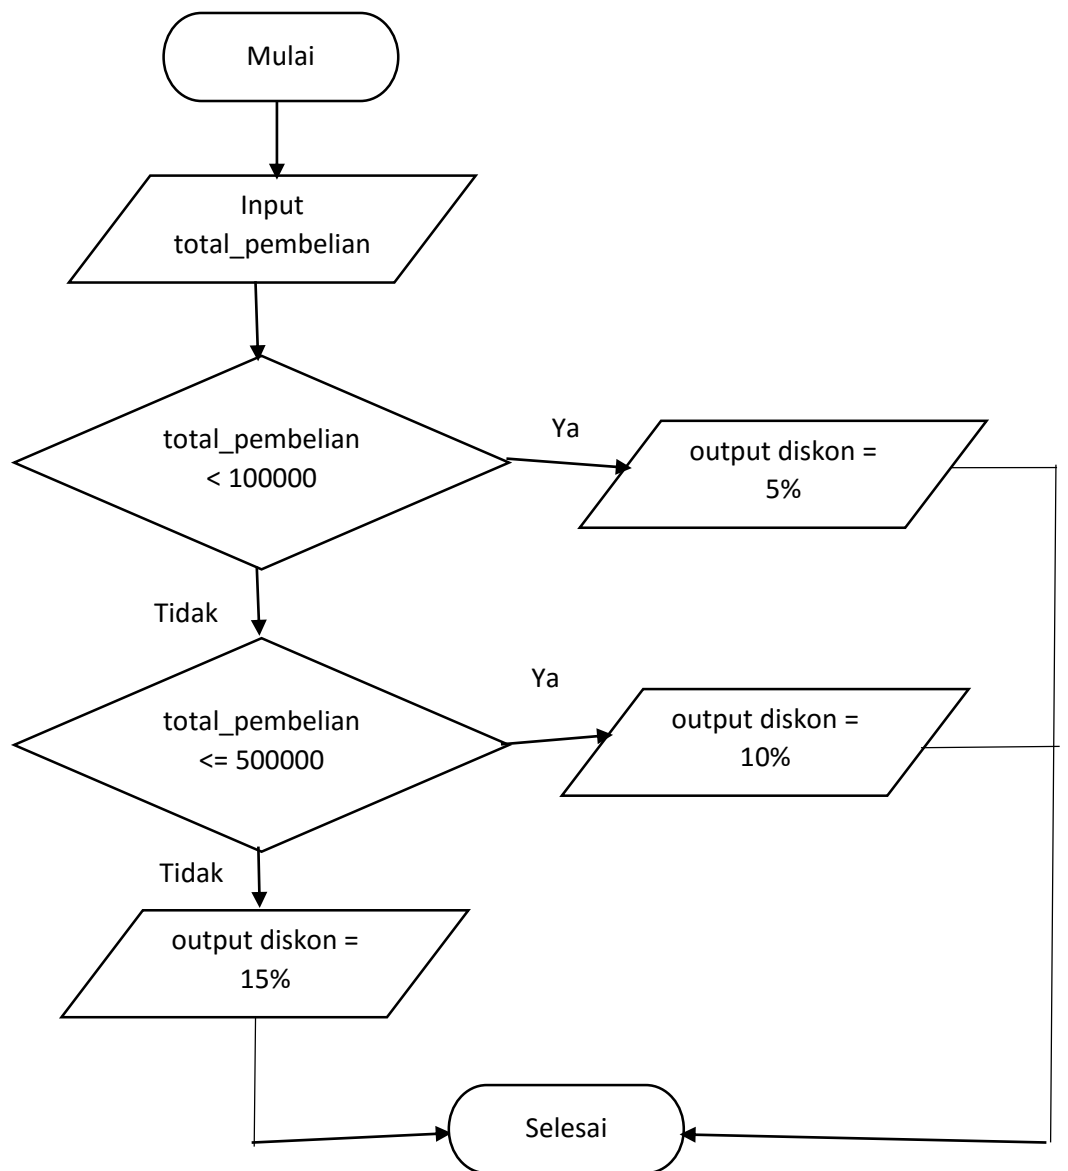 Mulai
Input
total_pembelian
total_pembelian
< 100000
Ya
output diskon =
5%
Tidak
total_pembelian
<= 500000
Ya
output diskon =
10%
Tidak
output diskon =
15%
Selesai